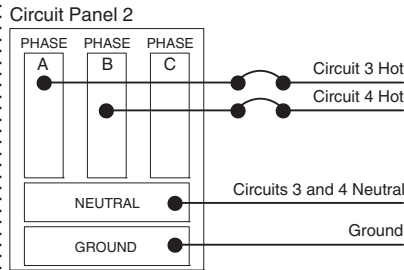 Circuit Panel 2
PHASE PHASE PHASE
A B C
Circuit 3 Hot
Circuit 4 Hot
NEUTRAL
Circuits 3 and 4 Neutral
GROUND
Ground